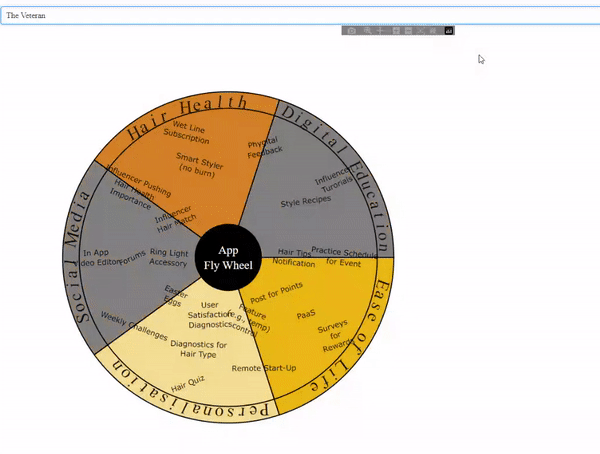 The Veteran
Hair Health
Digital Education
Wet Line
Subscription
Phygital
Feedback
Smart Styler
(no burn)
Influencer Pushing
Hair Health
Importance
Influencer
Turorials
Style Recipes
Influencer
Hair Match
Social Media
In App
Video Editor
Forums
Ring Light
Accessory
App
Fly Wheel
Hair Tips
Notification
Practice Schedule
for Event
Easter
Eggs
User
Satisfaction
Diagnostics
Feature
(e.g., temp)
control
Post for Points
PaaS
Weekly Challenges
Surveys
for
Rewards
Ease of Life
Diagnostics for
Hair Type
Remote Start-Up
Hair Quiz
Personalisation